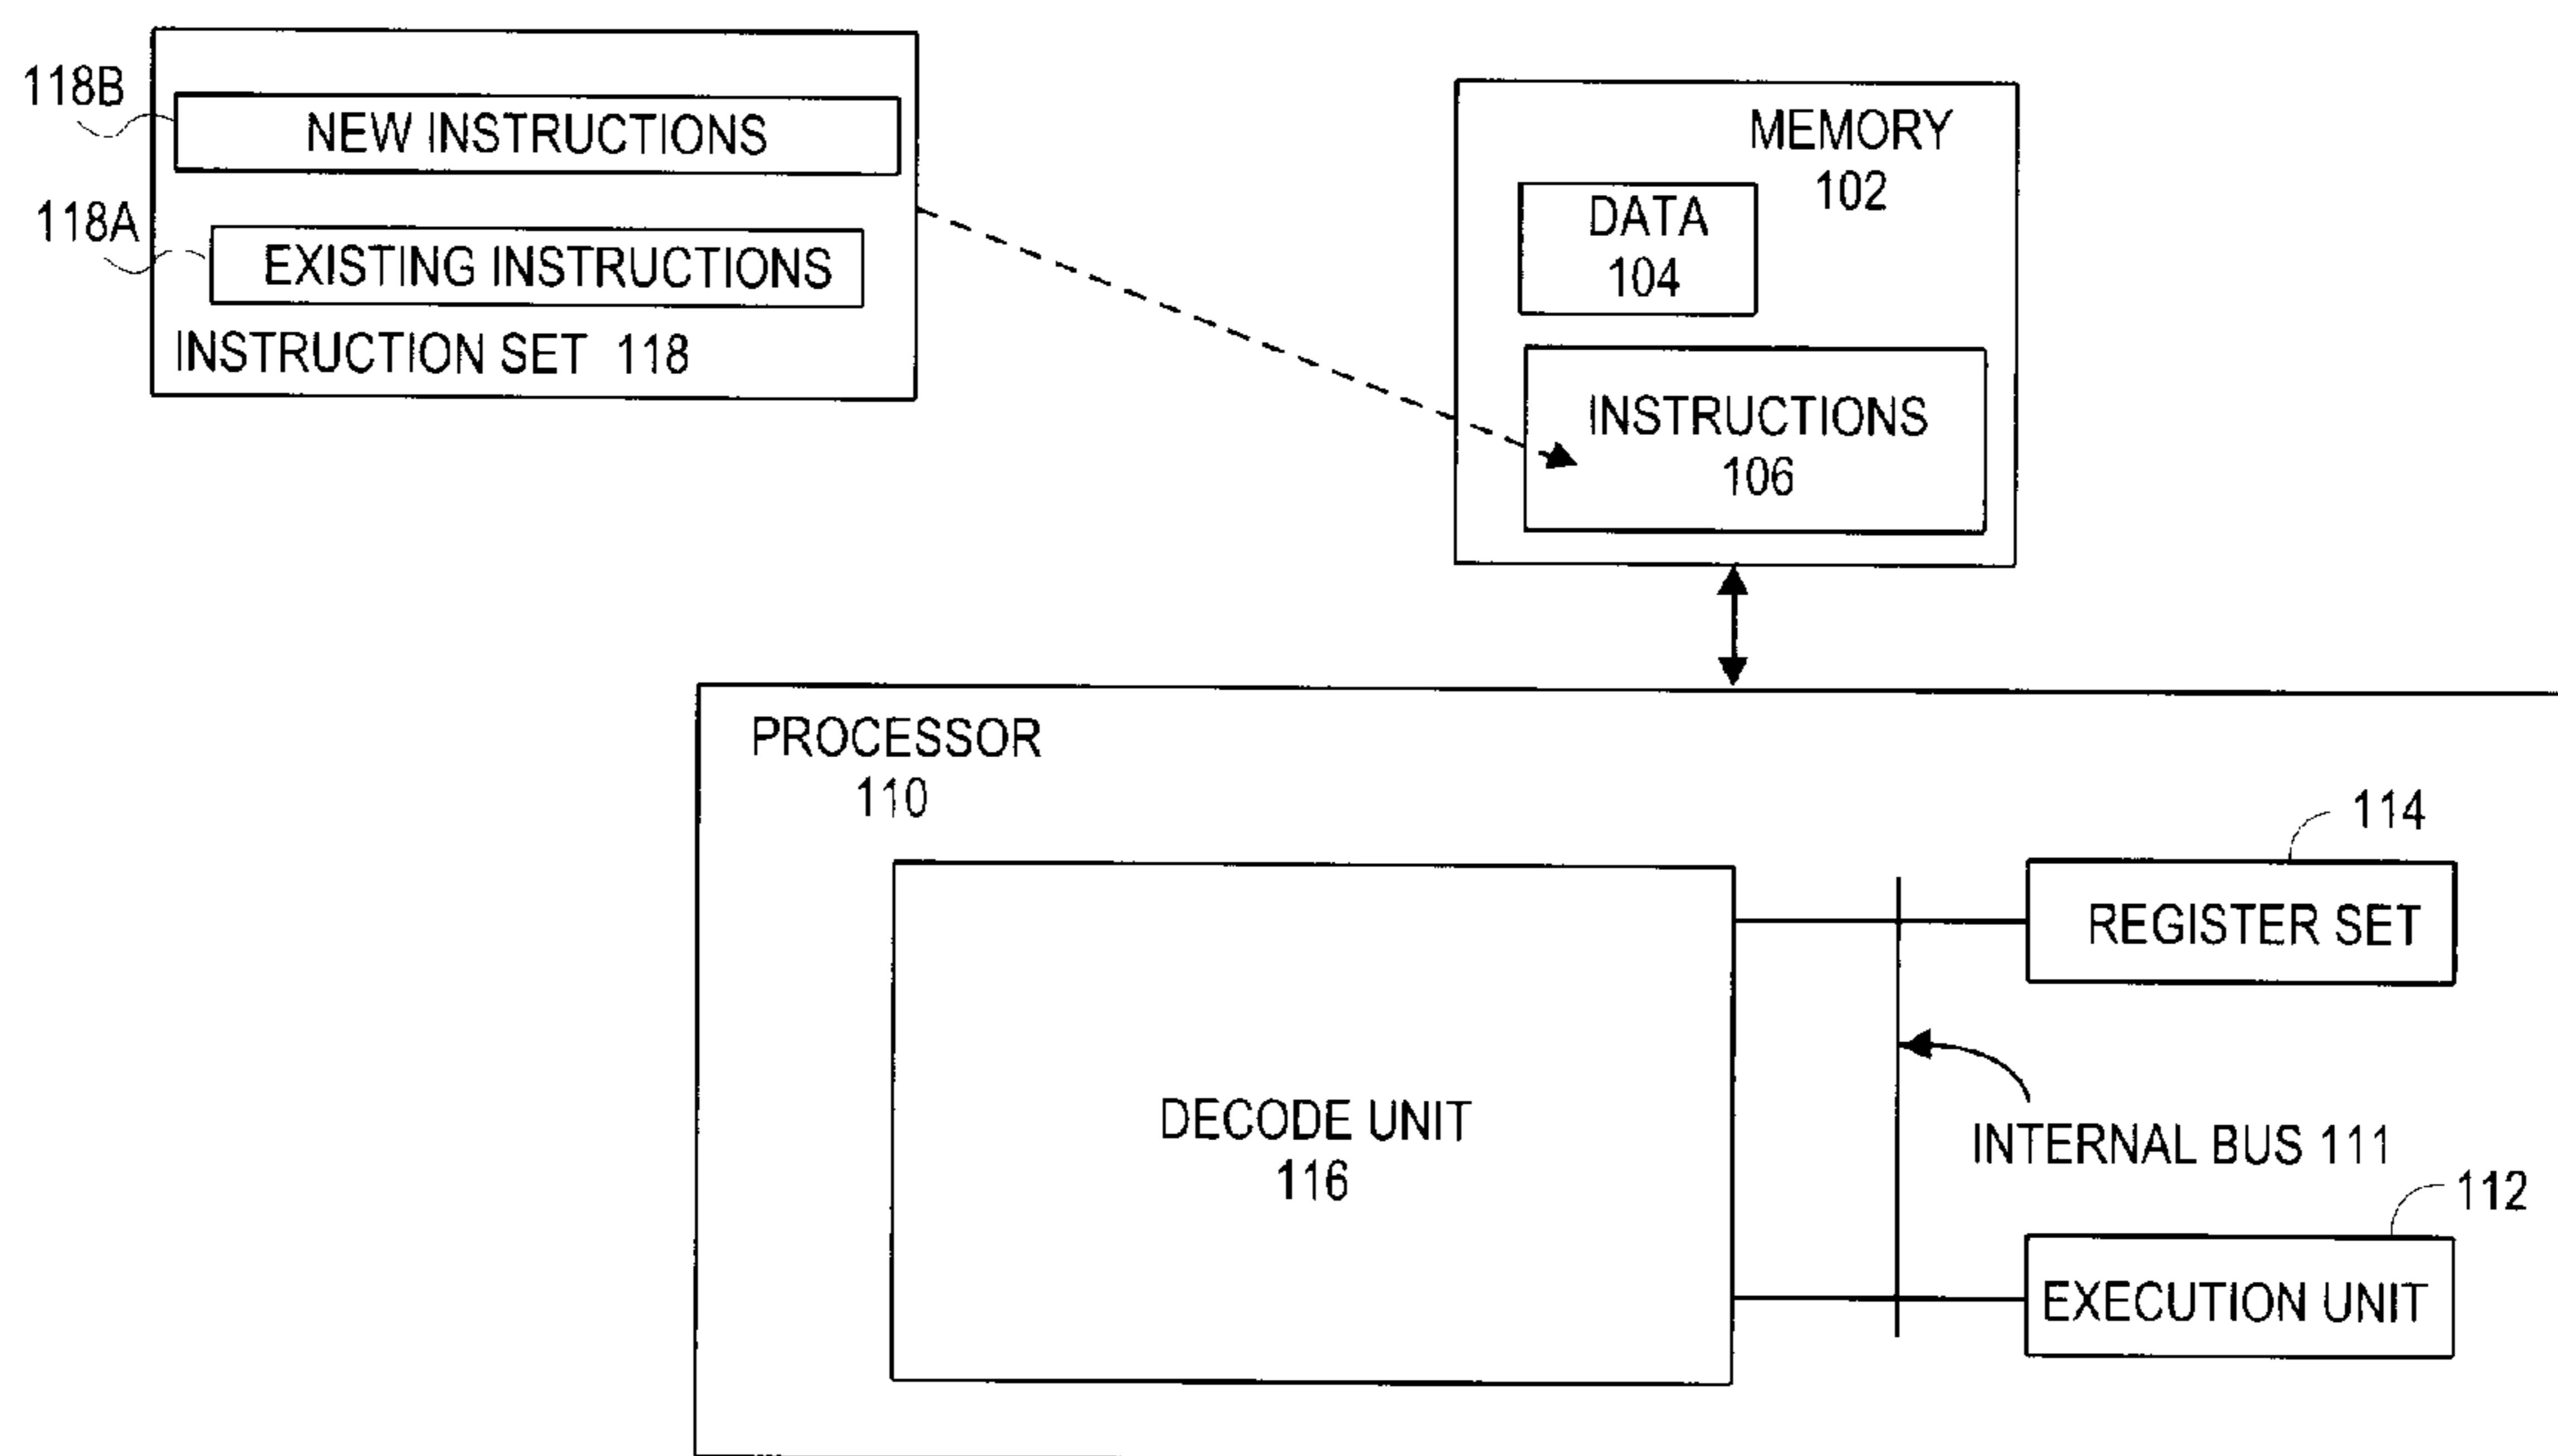 118B
NEW INSTRUCTIONS
118A
EXISTING INSTRUCTIONS
INSTRUCTION SET 118
MEMORY
102
DATA
104
INSTRUCTIONS
106
PROCESSOR
110
114
REGISTER SET
DECODE UNIT
116
INTERNAL BUS 111
112
EXECUTION UNIT